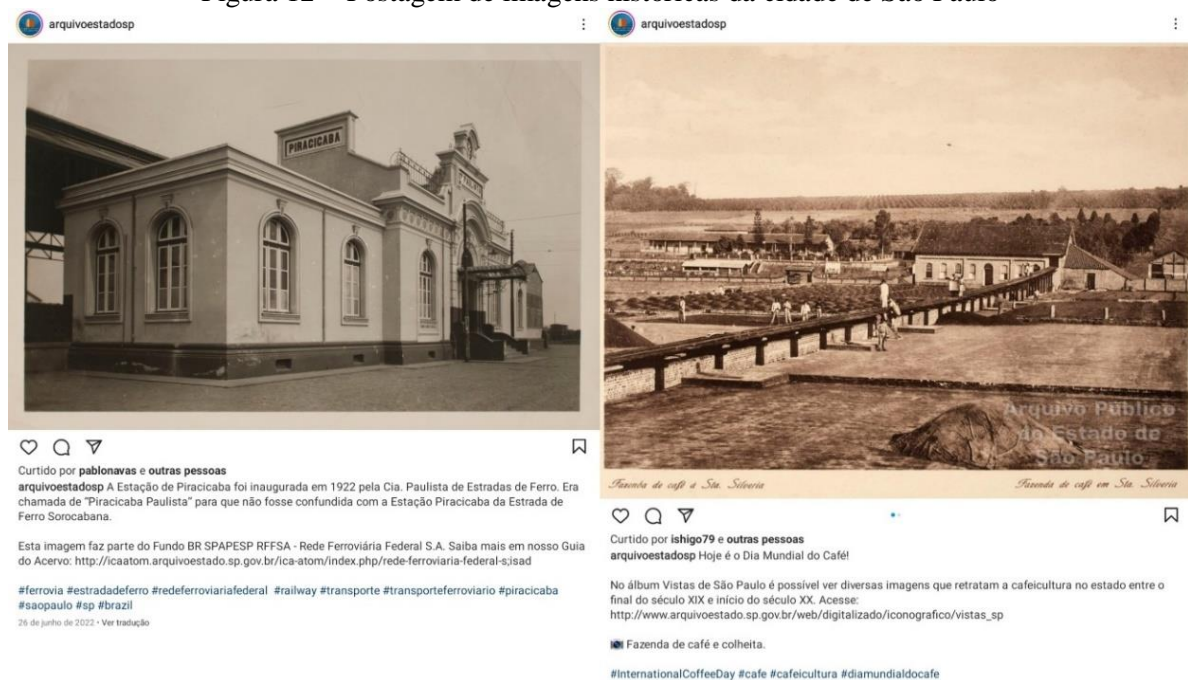 Figura 12 – Postagem de imagens históricas da cidade de São Paulo
arquivoestadosp
PIRACICABA
Curtido por pablonavas e outras pessoas
arquivoestadosp A Estação de Piracicaba foi inaugurada em 1922 pela Cia. Paulista de Estradas de Ferro. Era
chamada de "Piracicaba Paulista" para que não fosse confundida com a Estação Piracicaba da Estrada de
Ferro Sorocabana.
Esta imagem faz parte do Fundo BR SPAPESP RFFSA - Rede Ferroviária Federal S.A. Saiba mais em nosso Guia
do Acervo: http://icaatom.arquivoestado.sp.gov.br/ica-atom/index.php/rede-ferroviaria-federal-s;isad
#ferrovia #estradadeferro #redeferroviariafederal #railway #transporte #transporteferroviario #piracicaba
#saopaulo #sp #brazil
26 de junho de 2022 • Ver tradução
arquivoestadosp
Arquivo Público
do Estado de
São Paulo
Fazenda de café á Sta. Silveria
Fazenda de café em Sta. Silveria
Curtido por ishigo79 e outras pessoas
arquivoestadosp Hoje é o Dia Mundial do Café!
No álbum Vistas de São Paulo é possível ver diversas imagens que retratam a cafeicultura no estado entre o
final do século XIX e início do século XX. Acesse:
http://www.arquivoestado.sp.gov.br/web/digitalizado/iconografico/vistas_sp
📷 Fazenda de café e colheita.
#InternationalCoffeeDay #cafe #cafeicultura #diamundialdocafe